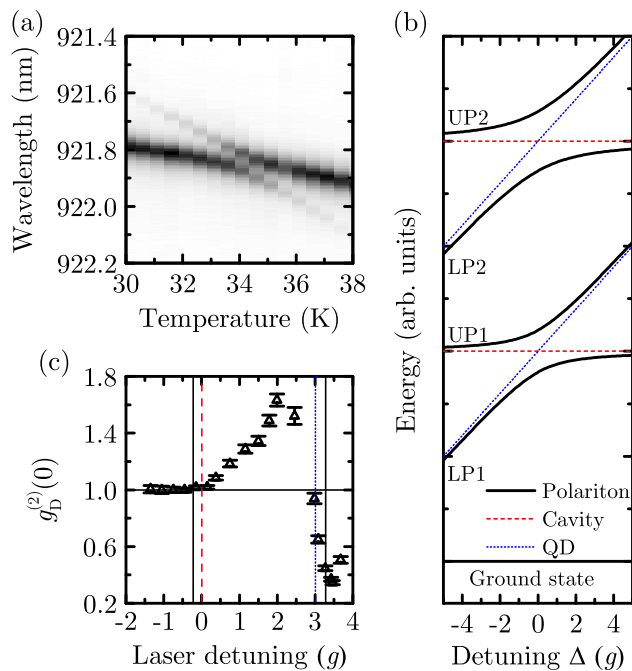 (a)
921.4
921.6
921.8
922.0
922.2
Wavelength (nm)
30 32 34 36 38
Temperature (K)
(b)
UP2
LP2
UP1
LP1
Polariton
Cavity
QD
Ground state
Energy (arb. units)
-4 -2 0 2 4
Detuning Δ (g)
(c)
1.8
1.4
1.0
0.6
0.2
g_D^(2)(0)
-2 -1 0 1 2 3 4
Laser detuning (g)